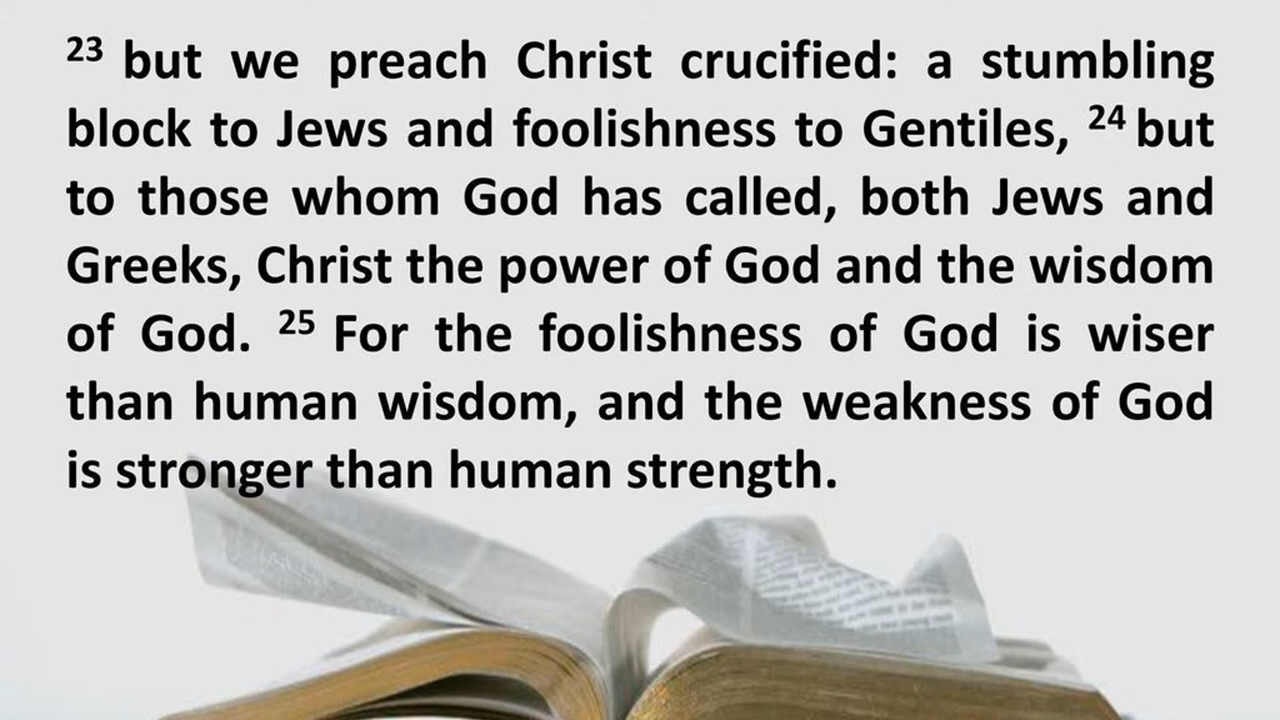 23 but we preach Christ crucified: a stumbling
block to Jews and foolishness to Gentiles, 24 but
to those whom God has called, both Jews and
Greeks, Christ the power of God and the wisdom
of God. 25 For the foolishness of God is wiser
than human wisdom, and the weakness of God
is stronger than human strength.